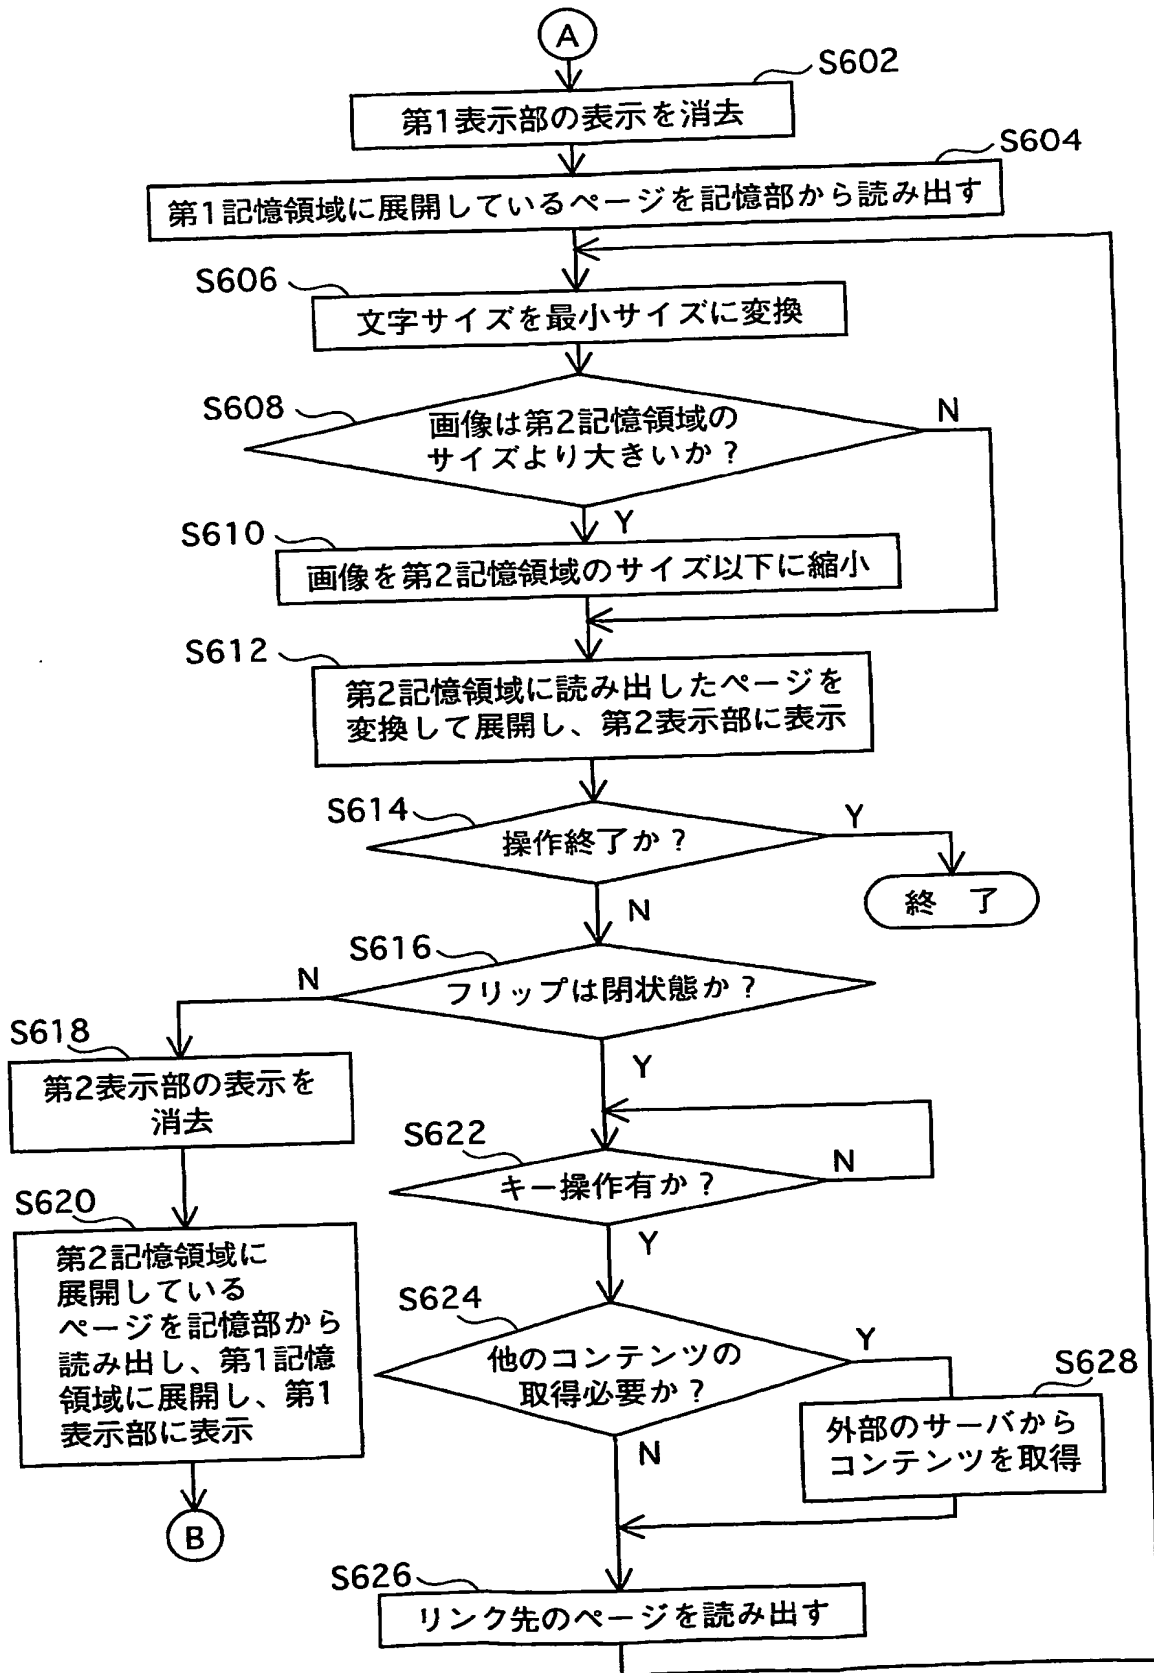 A
S602
第1表示部の表示を消去
S604
第1記憶領域に展開しているページを記憶部から読み出す
S606
文字サイズを最小サイズに変換
S608
画像は第2記憶領域の
サイズより大きいか?
N
Y
S610
画像を第2記憶領域のサイズ以下に縮小
S612
第2記憶領域に読み出したページを
変換して展開し、第2表示部に表示
S614
操作終了か?
Y
終 了
N
S616
フリップは閉状態か?
N
Y
S618
第2表示部の表示を
消去
S620
第2記憶領域に
展開している
ページを記憶部から
読み出し、第1記憶
領域に展開し、第1
表示部に表示
B
S622
キー操作有か?
N
Y
S624
他のコンテンツの
取得必要か?
Y
N
S628
外部のサーバから
コンテンツを取得
S626
リンク先のページを読み出す